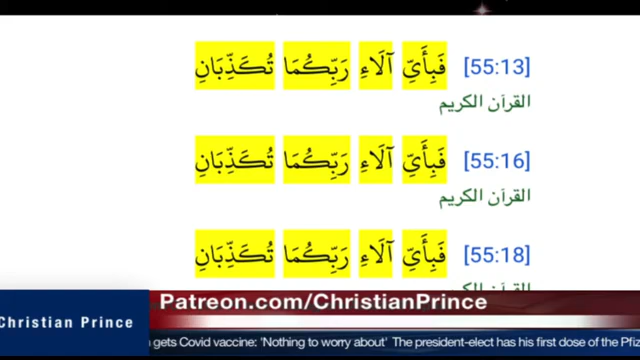 فَبِأَيِّ آلَاءِ رَبِّكُمَا تُكَذِّبَانِ [55:13]
القرآن الكريم
فَبِأَيِّ آلَاءِ رَبِّكُمَا تُكَذِّبَانِ [55:16]
القرآن الكريم
فَبِأَيِّ آلَاءِ رَبِّكُمَا تُكَذِّبَانِ [55:18]
Patreon.com/ChristianPrince
Christian Prince
gets Covid vaccine: 'Nothing to worry about' The president-elect has his first dose of the